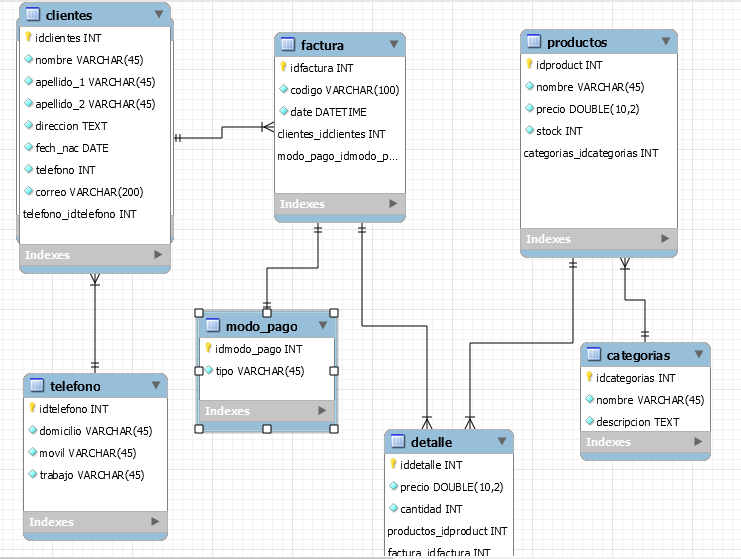 clientes
idclientes INT
nombre VARCHAR(45)
apellido_1 VARCHAR(45)
apellido_2 VARCHAR(45)
direccion TEXT
fech_nac DATE
telefono INT
correo VARCHAR(200)
telefono_idtelefono INT
Indexes
factura
idfactura INT
codigo VARCHAR(100)
date DATETIME
clientes_idclientes INT
modo_pago_idmodo_p...
Indexes
productos
idproduct INT
nombre VARCHAR(45)
precio DOUBLE(10,2)
stock INT
categorias_idcategorias INT
Indexes
telefono
idtelefono INT
domicilio VARCHAR(45)
movil VARCHAR(45)
trabajo VARCHAR(45)
Indexes
modo_pago
idmodo_pago INT
tipo VARCHAR(45)
Indexes
detalle
iddetalle INT
precio DOUBLE(10,2)
cantidad INT
productos_idproduct INT
factura_idfactura INT
categorias
idcategorias INT
nombre VARCHAR(45)
descripcion TEXT
Indexes